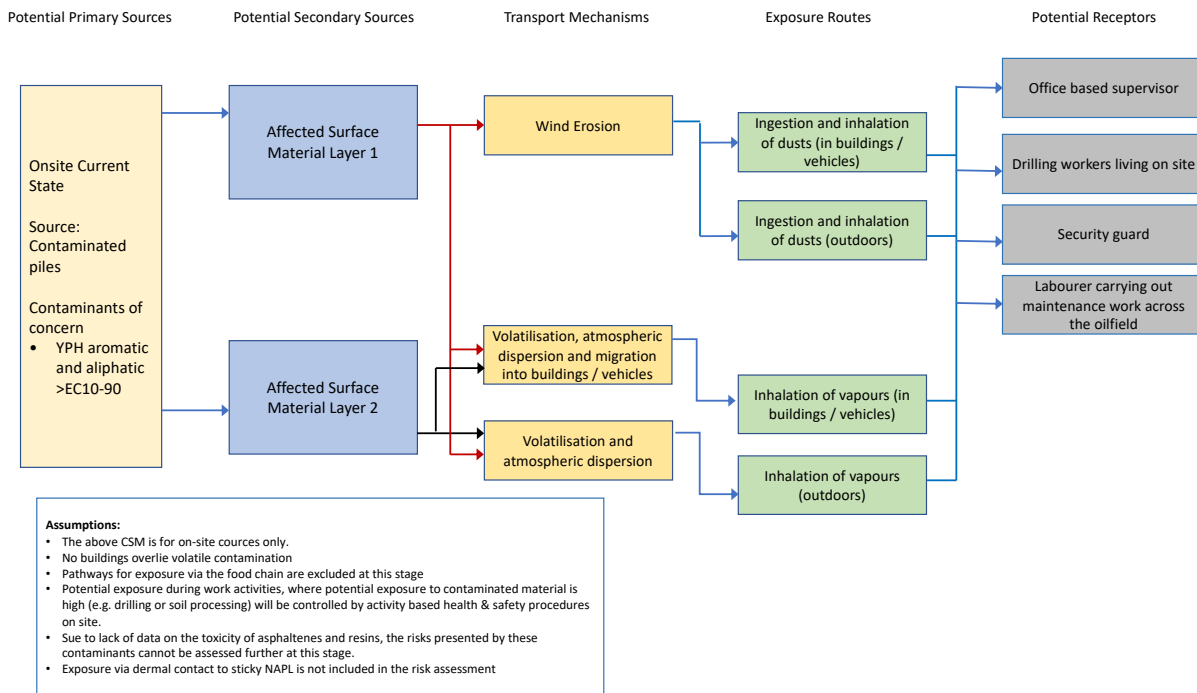 Potential Primary Sources
Potential Secondary Sources
Transport Mechanisms
Exposure Routes
Potential Receptors
Onsite Current
State
Source:
Contaminated
piles
Contaminants of
concern
• YPH aromatic
and aliphatic
>EC10-90
Affected Surface
Material Layer 1
Affected Surface
Material Layer 2
Wind Erosion
Volatilisation, atmospheric
dispersion and migration
into buildings / vehicles
Volatilisation and
atmospheric dispersion
Ingestion and inhalation
of dusts (in buildings /
vehicles)
Ingestion and inhalation
of dusts (outdoors)
Inhalation of vapours (in
buildings / vehicles)
Inhalation of vapours
(outdoors)
Office based supervisor
Drilling workers living on site
Security guard
Labourer carrying out
maintenance work across
the oilfield
Assumptions:
• The above CSM is for on-site cources only.
• No buildings overlie volatile contamination
• Pathways for exposure via the food chain are excluded at this stage
• Potential exposure during work activities, where potential exposure to contaminated material is
high (e.g. drilling or soil processing) will be controlled by activity based health & safety procedures
on site.
• Sue to lack of data on the toxicity of asphaltenes and resins, the risks presented by these
contaminants cannot be assessed further at this stage.
• Exposure via dermal contact to sticky NAPL is not included in the risk assessment